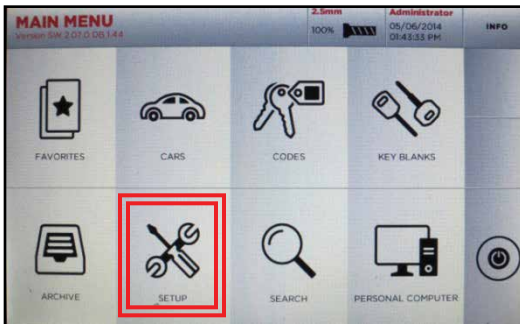 MAIN MENU
Version SW 2.01.0.06.1.44
2.5mm
100%
Administrator
05/06/2014
01:43:33 PM
INFO
FAVORITES
CARS
CODES
KEY BLANKS
ARCHIVE
SETUP
SEARCH
PERSONAL COMPUTER